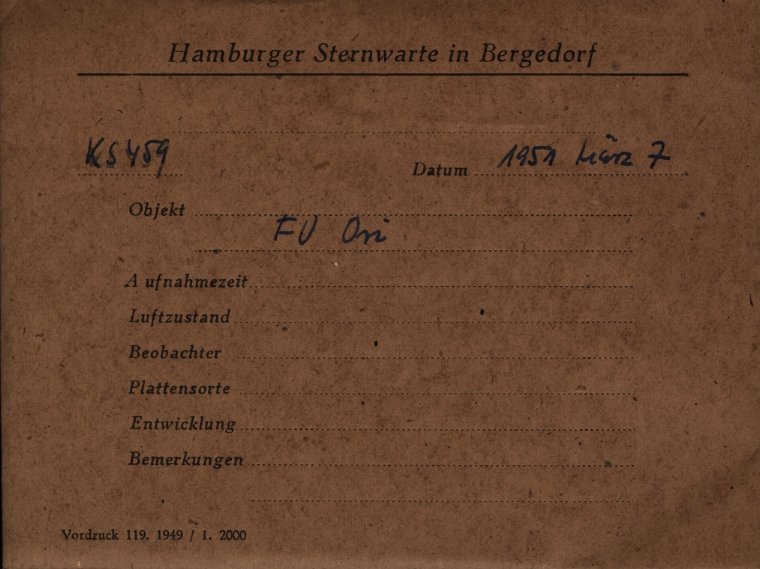 Hamburger Sternwarte in Bergedorf
KS459
Datum 1951 März 7
Objekt
FU Ori
Aufnahmezeit
Luftzustand
Beobachter
Plattensorte
Entwicklung
Bemerkungen
Vordruck 119. 1949 / 1. 2000